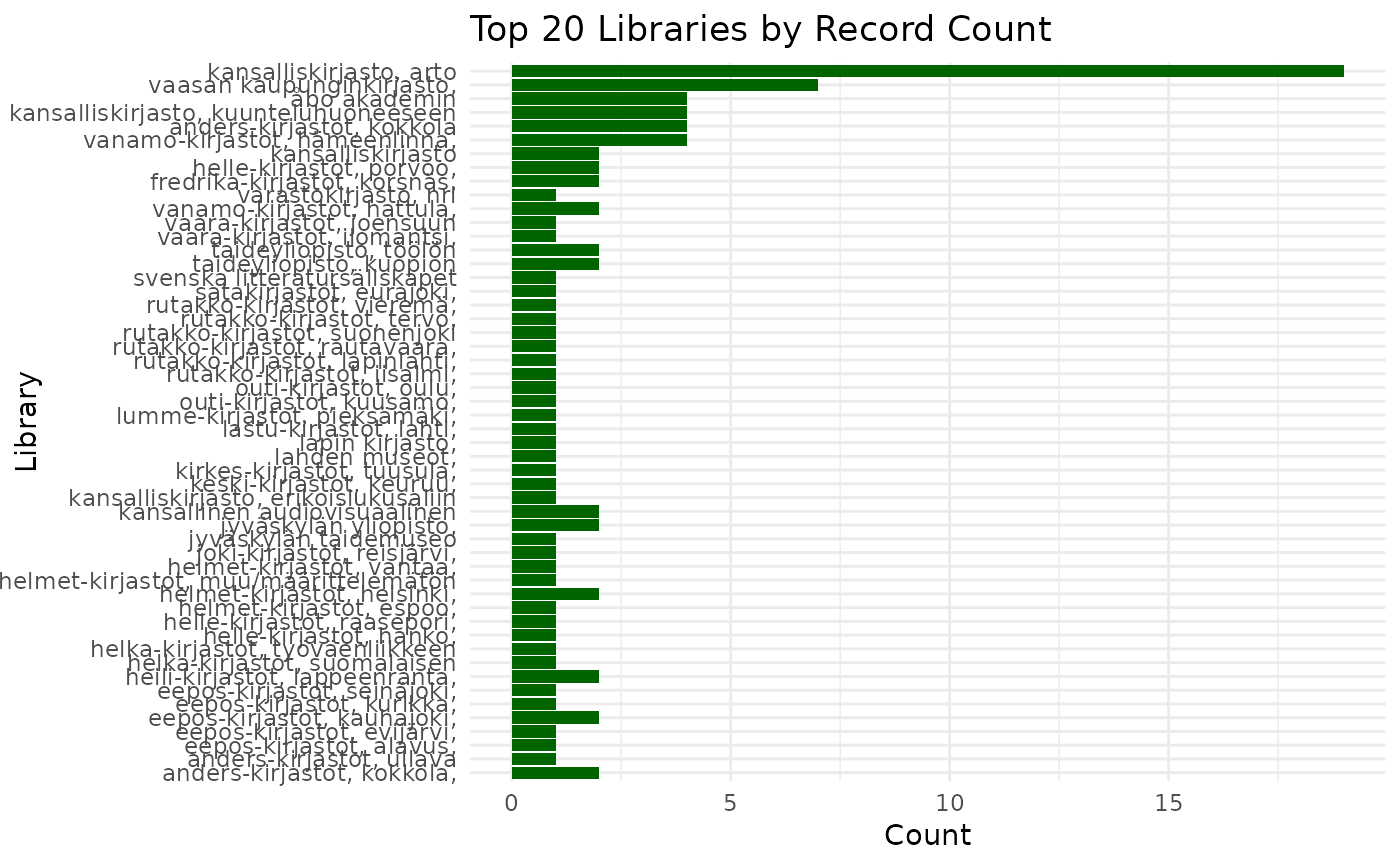 Top 20 Libraries by Record Count
kansalliskirjasto, arto
vaasan kaupunginkirjasto,
åbo akademin
kansalliskirjasto, kuunteluhuoneeseen
anders-kirjastot, kokkola
vanamo-kirjastot, hämeenlinna,
kansalliskirjasto
helle-kirjastot, porvoo,
fredrika-kirjastot, korsnäs,
varastokirjasto, nrl
vanamo-kirjastot, hattula,
vaara-kirjastot, joensuun
vaara-kirjastot, ilomantsi,
taideyliopisto, töölön
taideyliopisto, kuopion
svenska litteratursällskapet
satakirjastot, eurajoki,
rutakko-kirjastot, vieremä,
rutakko-kirjastot, tervo,
rutakko-kirjastot, suonenjoki
rutakko-kirjastot, rautavaara,
rutakko-kirjastot, lapinlahti,
rutakko-kirjastot, iisalmi,
outi-kirjastot, oulu,
outi-kirjastot, kuusamo,
lumme-kirjastot, pieksämäki,
lastu-kirjastot, lahti,
lapin kirjasto,
lahden museot,
kirkes-kirjastot, tuusula,
keski-kirjastot, keuruu,
kansalliskirjasto, erikoislukusaliin
kansallinen audiovisuaalinen
jyväskylän yliopisto,
jyväskylän taidemuseo
joki-kirjastot, reisjärvi,
helmet-kirjastot, vantaa,
helmet-kirjastot, muu/määrittelemätön
helmet-kirjastot, helsinki,
helmet-kirjastot, espoo,
helle-kirjastot, raasepori,
helle-kirjastot, hanko,
helka-kirjastot, työväenliikkeen
helka-kirjastot, suomalaisen
heili-kirjastot, lappeenranta,
eepos-kirjastot, seinäjoki,
eepos-kirjastot, kurikka,
eepos-kirjastot, kauhajoki,
eepos-kirjastot, evijärvi,
eepos-kirjastot, alavus,
anders-kirjastot, ullava
anders-kirjastot, kokkola,
Library
0 5 10 15
Count